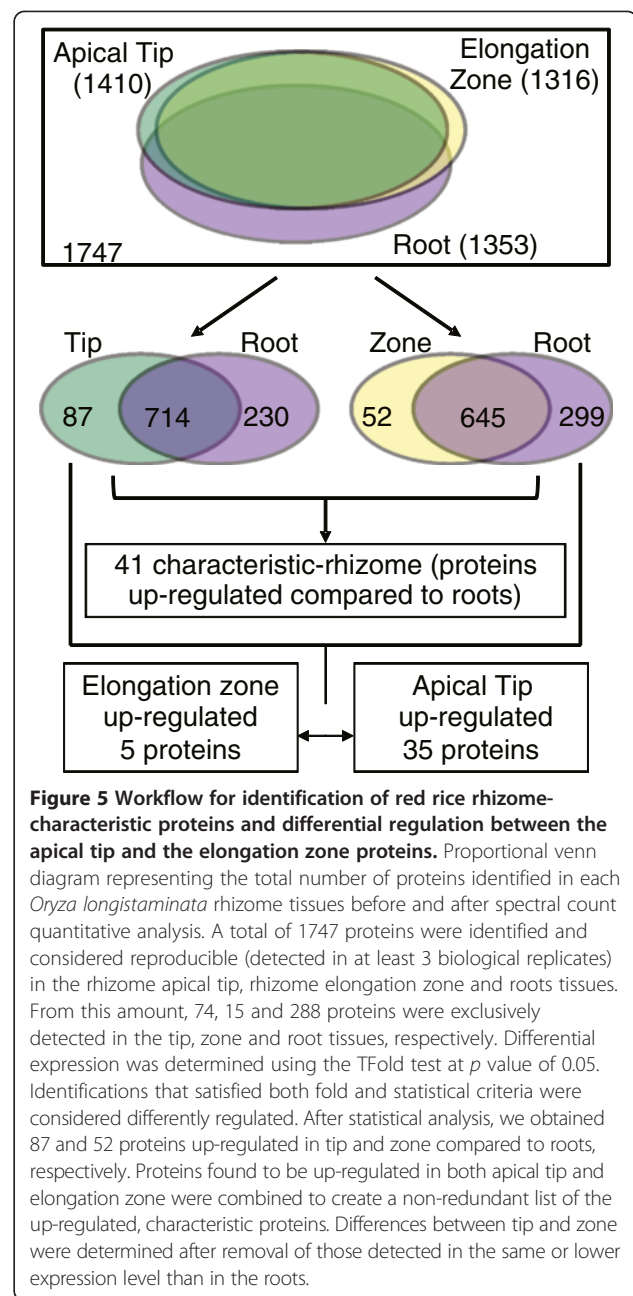 Apical Tip
(1410)
Elongation
Zone (1316)
1747
Root (1353)
Tip
Root
Zone
Root
87
714
230
52
645
299
41 characteristic-rhizome (proteins
up-regulated compared to roots)
Elongation zone
up-regulated
5 proteins
Apical Tip
up-regulated
35 proteins
Figure 5 Workflow for identification of red rice rhizome-
characteristic proteins and differential regulation between the
apical tip and the elongation zone proteins. Proportional venn
diagram representing the total number of proteins identified in each
Oryza longistaminata rhizome tissues before and after spectral count
quantitative analysis. A total of 1747 proteins were identified and
considered reproducible (detected in at least 3 biological replicates)
in the rhizome apical tip, rhizome elongation zone and roots tissues.
From this amount, 74, 15 and 288 proteins were exclusively
detected in the tip, zone and root tissues, respectively. Differential
expression was determined using the TFold test at p value of 0.05.
Identifications that satisfied both fold and statistical criteria were
considered differently regulated. After statistical analysis, we obtained
87 and 52 proteins up-regulated in tip and zone compared to roots,
respectively. Proteins found to be up-regulated in both apical tip and
elongation zone were combined to create a non-redundant list of the
up-regulated, characteristic proteins. Differences between tip and zone
were determined after removal of those detected in the same or lower
expression level than in the roots.